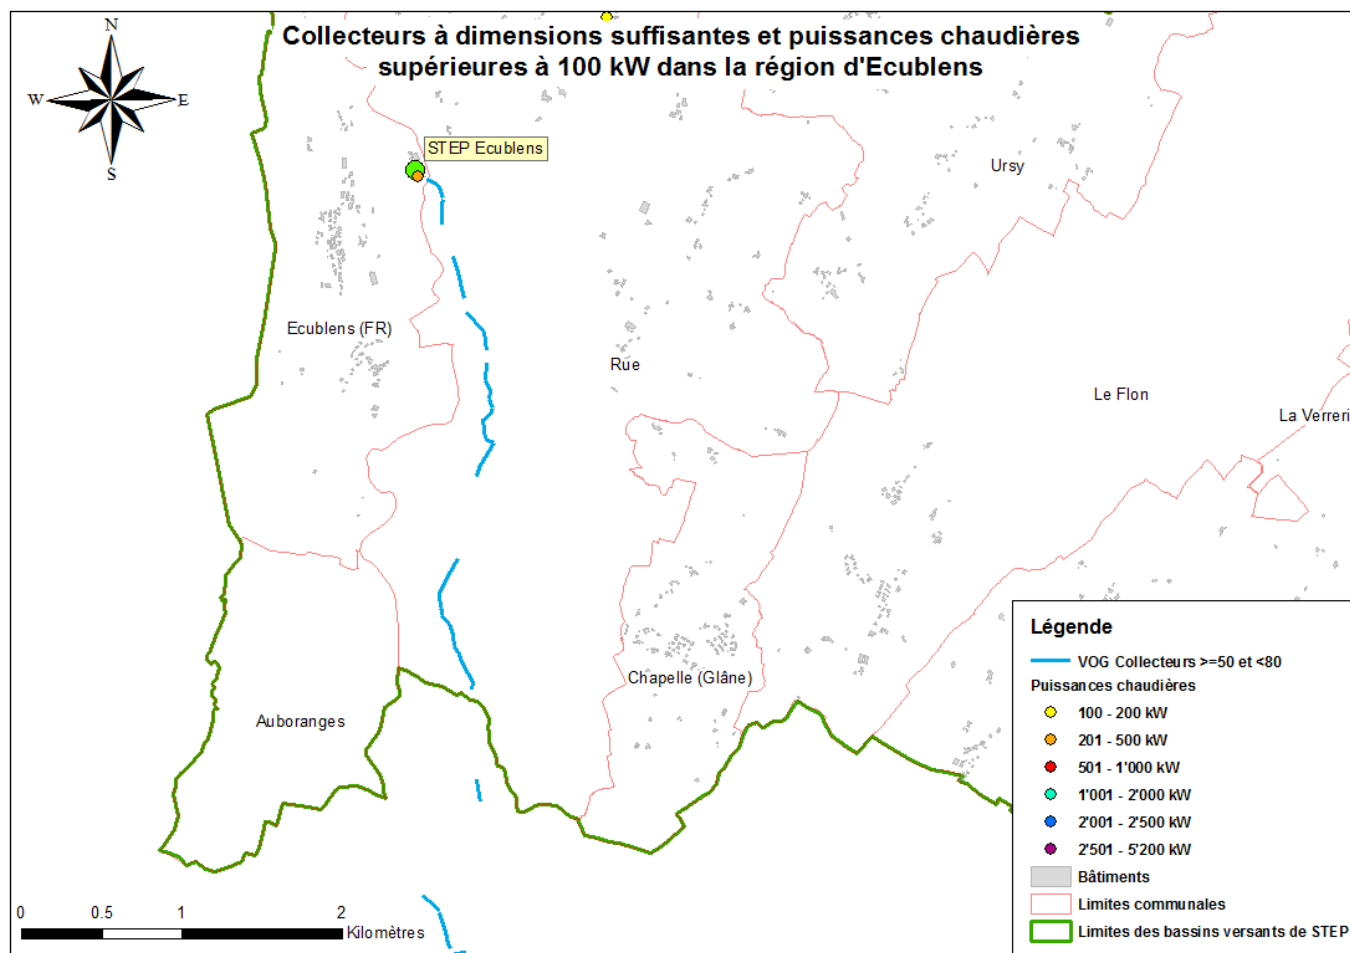 Collecteurs à dimensions suffisantes et puissances chaudières
supérieures à 100 kW dans la région d'Ecublens
N
W
E
S
STEP Ecublens
Ursy
Ecublens (FR)
Rue
Le Flon
La Verreri
Chapelle (Glâne)
Auboranges
Légende
VOG Collecteurs >=50 et <80
Puissances chaudières
100 - 200 kW
201 - 500 kW
501 - 1'000 kW
1'001 - 2'000 kW
2'001 - 2'500 kW
2'501 - 5'200 kW
Bâtiments
Limites communales
Limites des bassins versants de STEP
0 0.5 1 2
Kilomètres